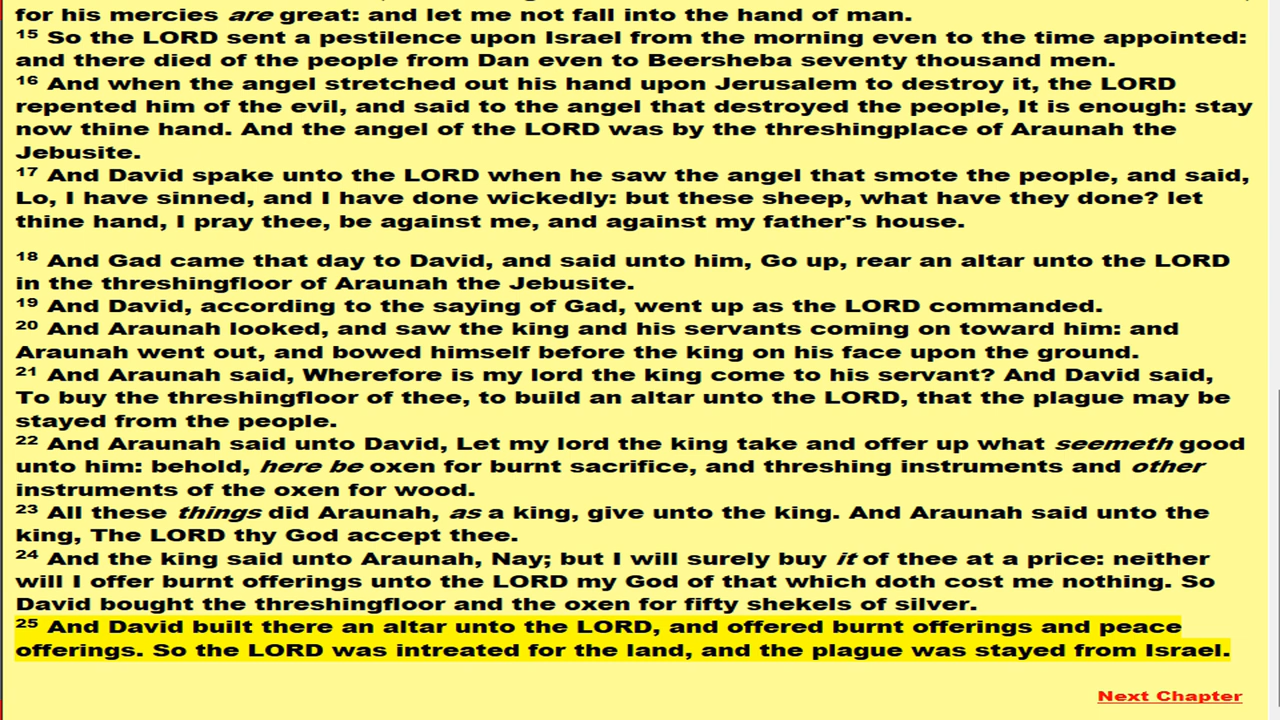 for his mercies are great: and let me not fall into the hand of man.
15 So the LORD sent a pestilence upon Israel from the morning even to the time appointed:
and there died of the people from Dan even to Beersheba seventy thousand men.
16 And when the angel stretched out his hand upon Jerusalem to destroy it, the LORD
repented him of the evil, and said to the angel that destroyed the people, It is enough: stay
now thine hand. And the angel of the LORD was by the threshingplace of Araunah the
Jebusite.
17 And David spake unto the LORD when he saw the angel that smote the people, and said,
Lo, I have sinned, and I have done wickedly: but these sheep, what have they done? let
thine hand, I pray thee, be against me, and against my father's house.
18 And Gad came that day to David, and said unto him, Go up, rear an altar unto the LORD
in the threshingfloor of Araunah the Jebusite.
19 And David, according to the saying of Gad, went up as the LORD commanded.
20 And Araunah looked, and saw the king and his servants coming on toward him: and
Araunah went out, and bowed himself before the king on his face upon the ground.
21 And Araunah said, Wherefore is my lord the king come to his servant? And David said,
To buy the threshingfloor of thee, to build an altar unto the LORD, that the plague may be
stayed from the people.
22 And Araunah said unto David, Let my lord the king take and offer up what seemeth good
unto him: behold, here be oxen for burnt sacrifice, and threshing instruments and other
instruments of the oxen for wood.
23 All these things did Araunah, as a king, give unto the king. And Araunah said unto the
king, The LORD thy God accept thee.
24 And the king said unto Araunah, Nay; but I will surely buy it of thee at a price: neither
will I offer burnt offerings unto the LORD my God of that which doth cost me nothing. So
David bought the threshingfloor and the oxen for fifty shekels of silver.
25 And David built there an altar unto the LORD, and offered burnt offerings and peace
offerings. So the LORD was intreated for the land, and the plague was stayed from Israel.
Next Chapter